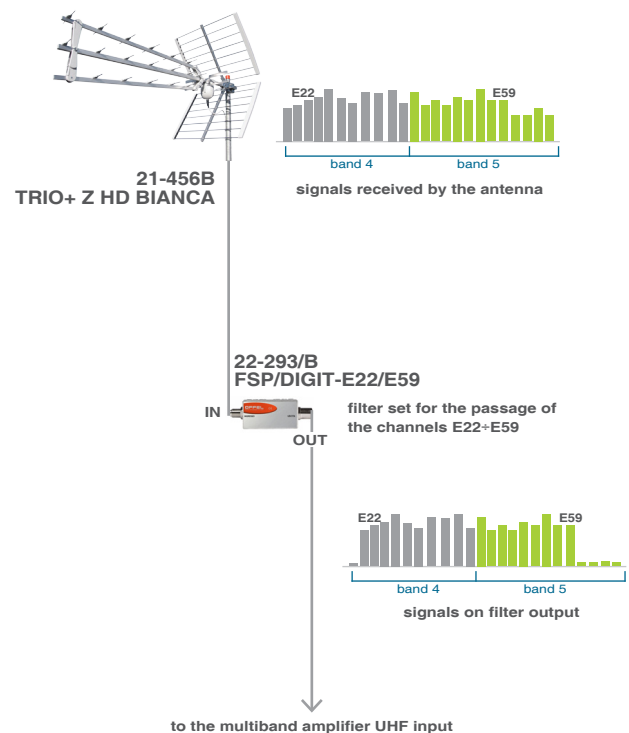 E22
E59
band 4
band 5
signals received by the antenna
21-456B
TRIO+ Z HD BIANCA
22-293/B
FSP/DIGIT-E22/E59
IN
OUT
filter set for the passage of
the channels E22÷E59
E22
E59
band 4
band 5
signals on filter output
to the multiband amplifier UHF input